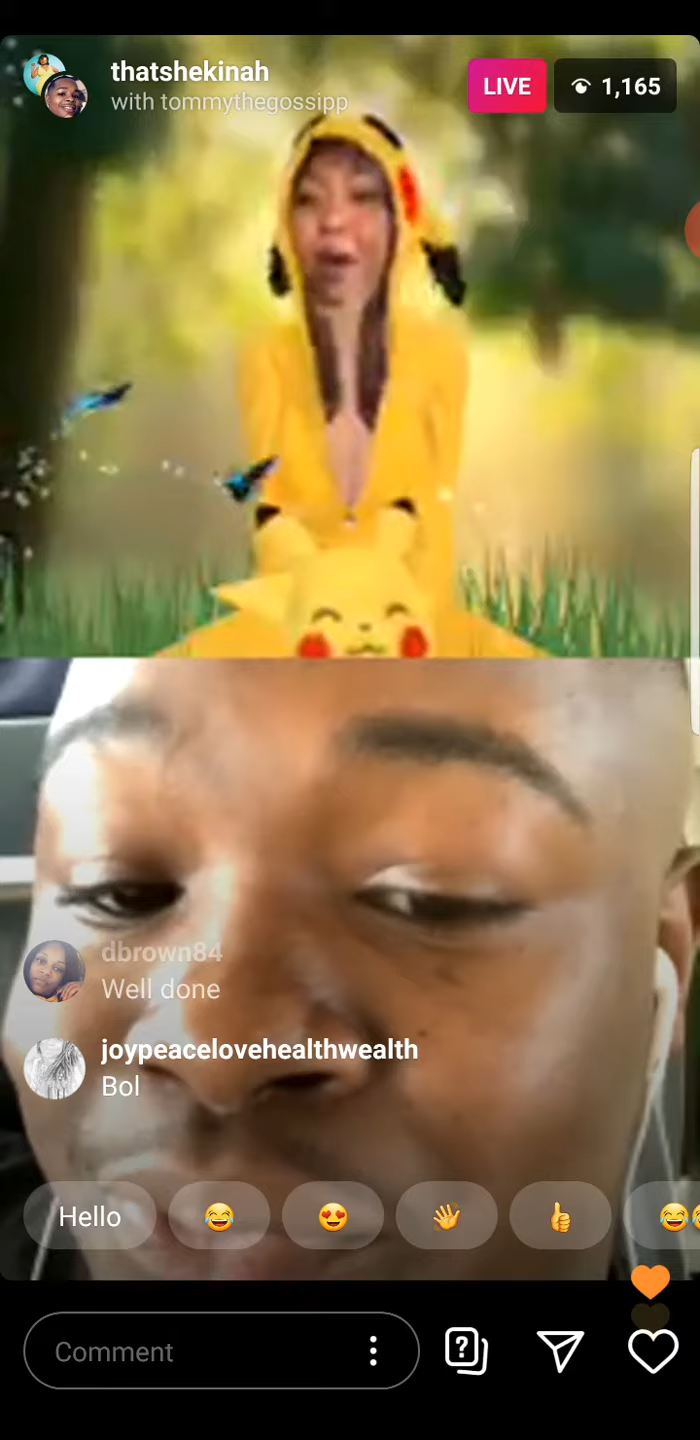 thatshekinah
with tommythegossipp
LIVE
1,165
dbrown84
Well done
joypeacelovehealthwealth
Bol
Hello
Comment